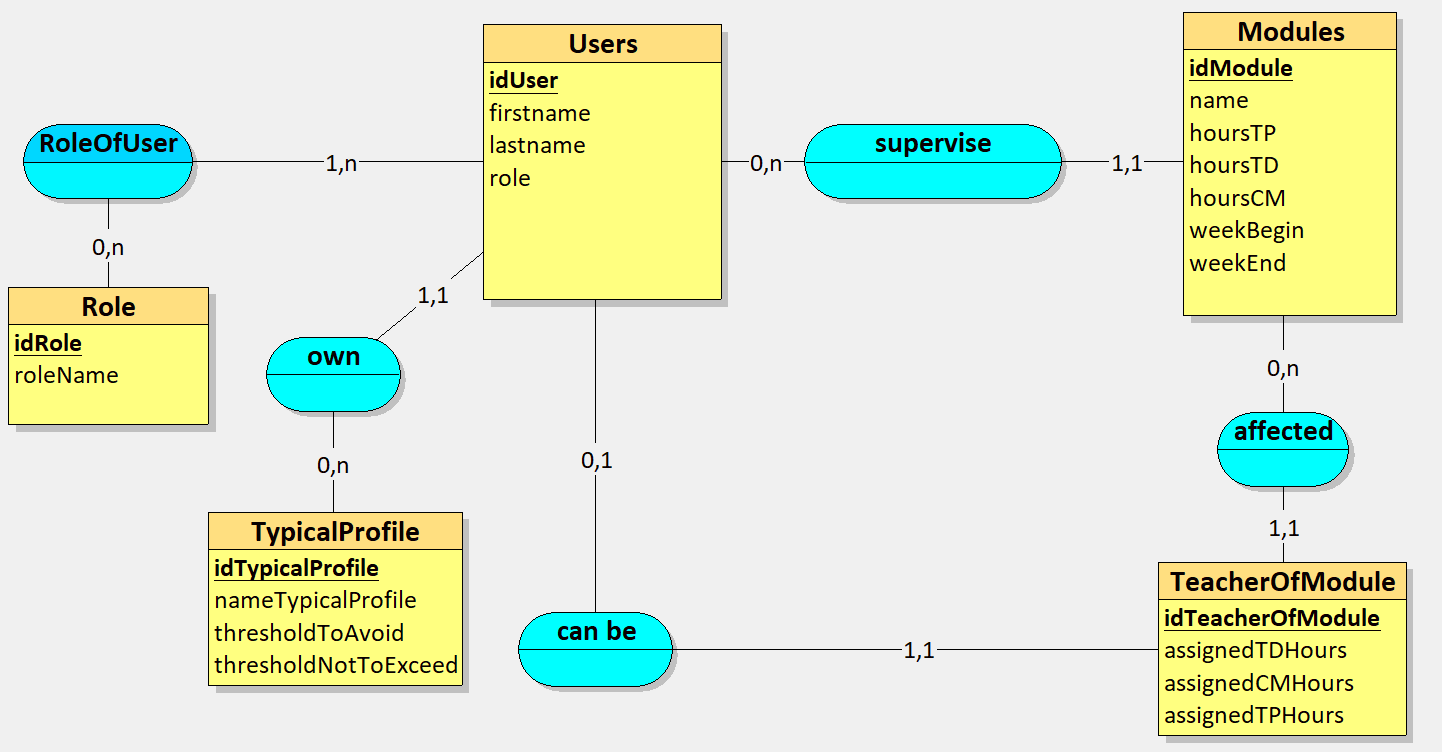 Users
idUser
firstname
lastname
role
Modules
idModule
name
hoursTP
hoursTD
hoursCM
weekBegin
weekEnd
RoleOfUser
1,n
0,n
supervise
1,1
0,n
Role
idRole
roleName
1,1
own
0,n
TypicalProfile
idTypicalProfile
nameTypicalProfile
thresholdToAvoid
thresholdNotToExceed
0,1
can be
1,1
0,n
affected
1,1
TeacherOfModule
idTeacherOfModule
assignedTDHours
assignedCMHours
assignedTPHours